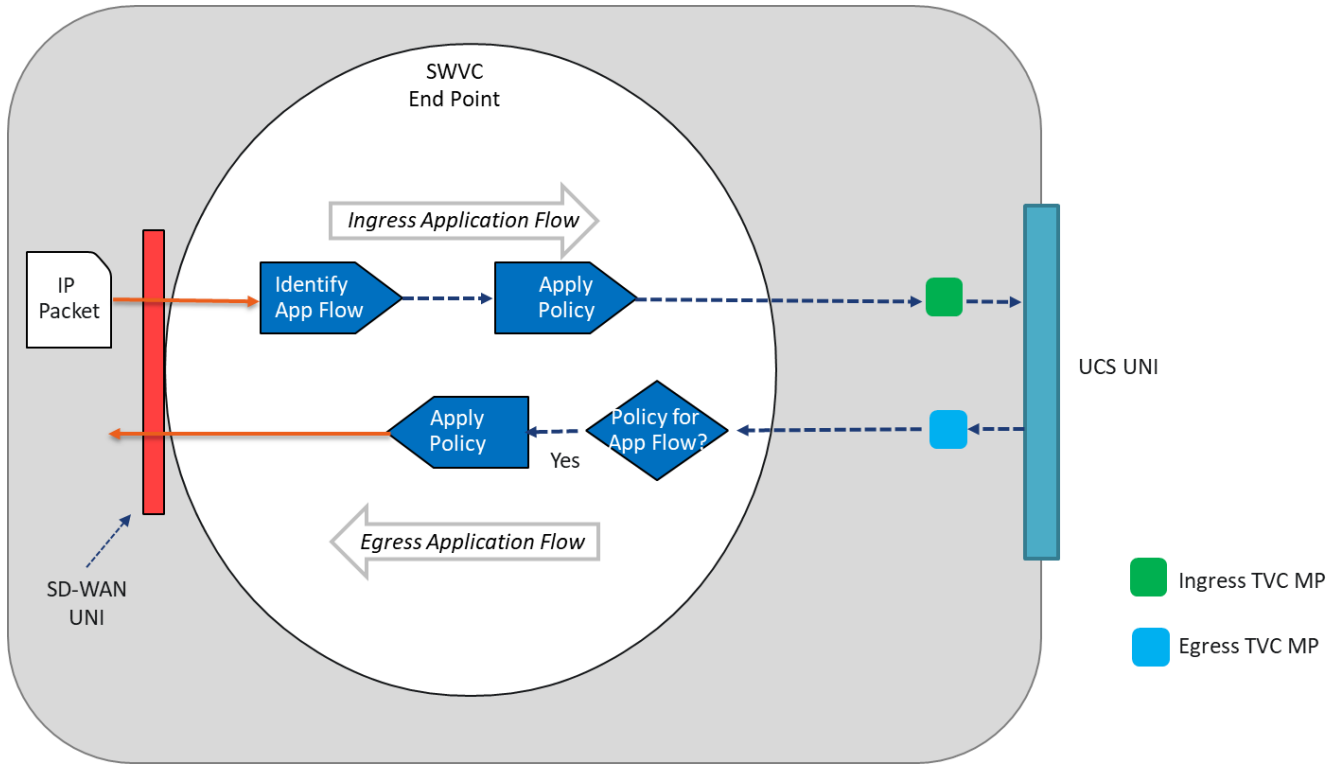 SWVC
End Point
Ingress Application Flow
IP
Packet
Identify
App Flow
Apply
Policy
UCS UNI
Apply
Policy
Policy for
App Flow?
Yes
Egress Application Flow
SD-WAN
UNI
Ingress TVC MP
Egress TVC MP